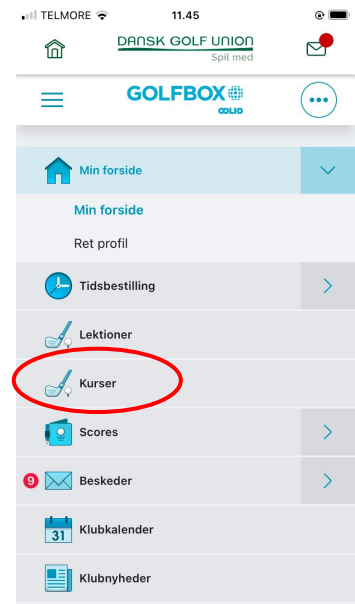 TELMORE 11.45
DANSK GOLF UNION
Spil med
GOLFBOX
COLIO
Min forside
Min forside
Ret profil
Tidsbestilling
Lektioner
Kurser
Scores
9 Beskeder
31 Klubkalender
Klubnyheder